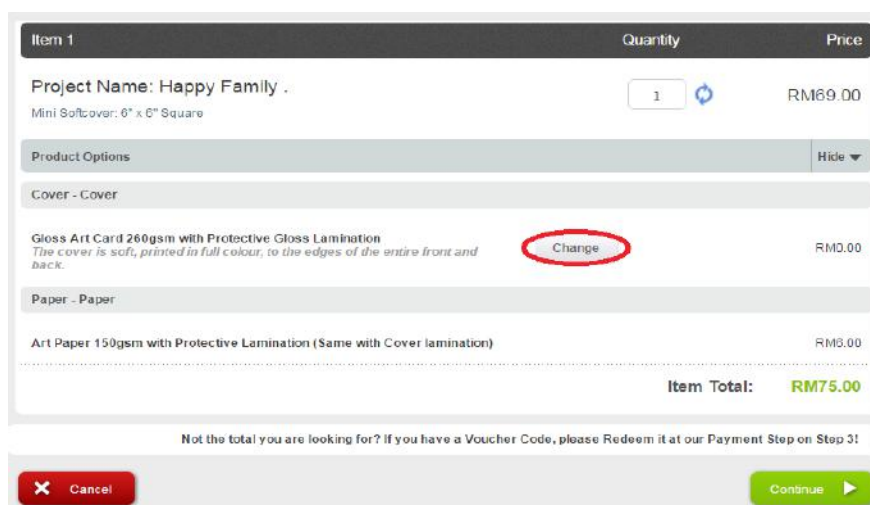 Item 1 Quantity Price
Project Name: Happy Family .
1 RM69.00
Mini Softcover: 6" x 6" Square
Product Options Hide
Cover - Cover
Gloss Art Card 260gsm with Protective Gloss Lamination
The cover is soft, printed in full colour, to the edges of the entire front and
back.
Change RM0.00
Paper - Paper
Art Paper 150gsm with Protective Lamination (Same with Cover lamination) RM6.00
Item Total: RM75.00
Not the total you are looking for? If you have a Voucher Code, please Redeem it at our Payment Step on Step 3!
Cancel Continue